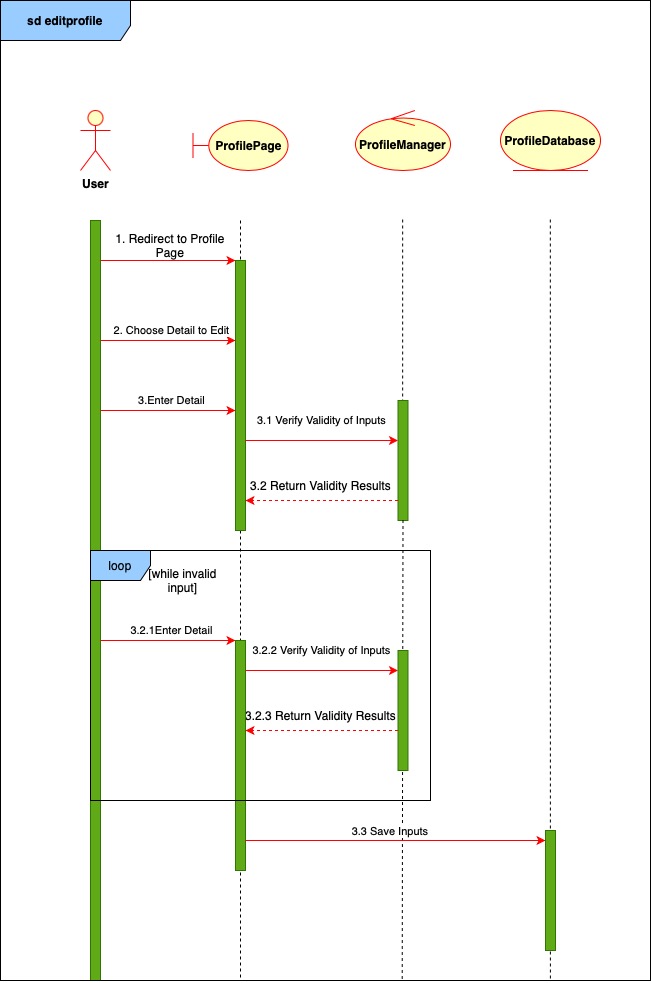 sd editprofile
ProfilePage
ProfileManager
ProfileDatabase
User
1. Redirect to Profile
Page
2. Choose Detail to Edit
3.Enter Detail
3.1 Verify Validity of Inputs
3.2 Return Validity Results
loop
[while invalid
input]
3.2.1Enter Detail
3.2.2 Verify Validity of Inputs
3.2.3 Return Validity Results
3.3 Save Inputs